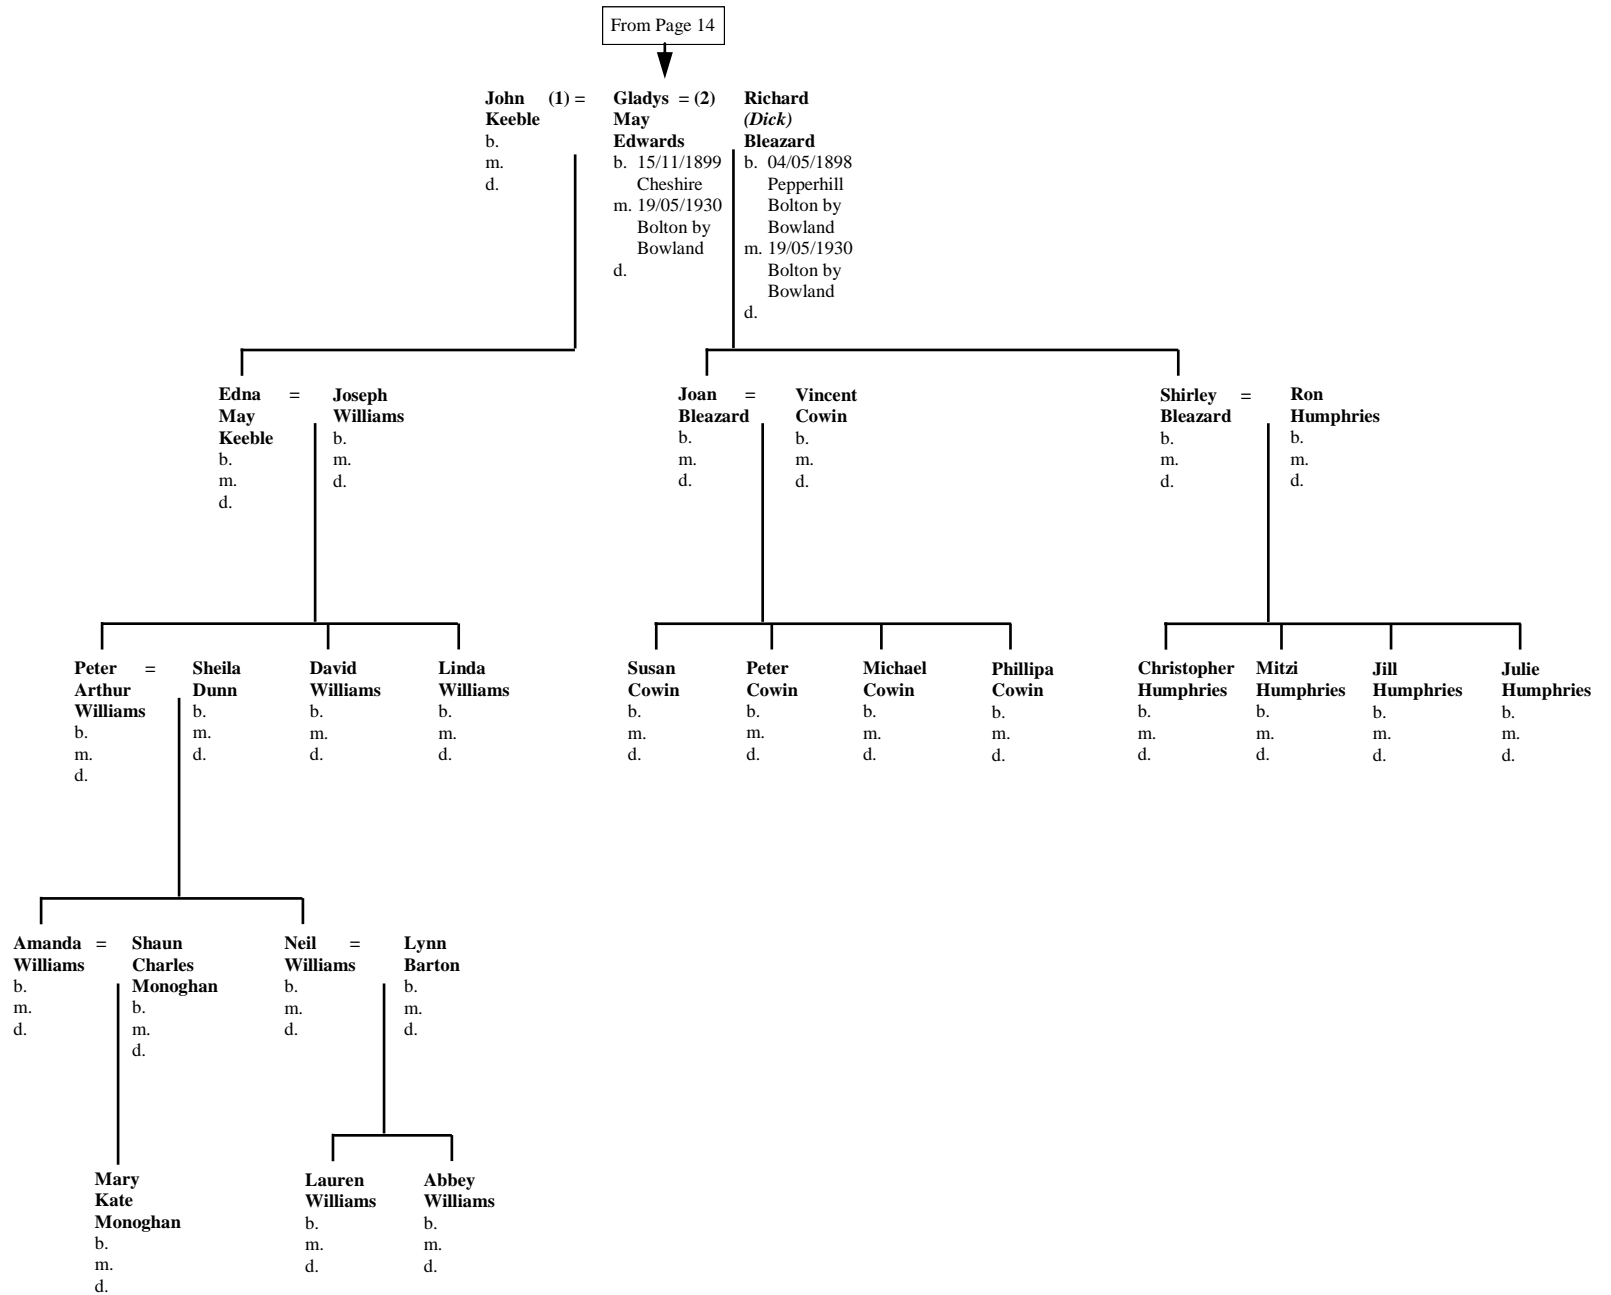 From Page 14
John (1) =
Keeble
b.
m.
d.
Gladys = (2)
May
Edwards
b. 15/11/1899
Cheshire
m. 19/05/1930
Bolton by
Bowland
d.
Richard
(Dick)
Bleazard
b. 04/05/1898
Pepperhill
Bolton by
Bowland
m. 19/05/1930
Bolton by
Bowland
d.
Edna =
May
Keeble
b.
m.
d.
Joseph
Williams
b.
m.
d.
Joan =
Bleazard
b.
m.
d.
Vincent
Cowin
b.
m.
d.
Shirley =
Bleazard
b.
m.
d.
Ron
Humphries
b.
m.
d.
Peter =
Arthur
Williams
b.
m.
d.
Sheila
Dunn
b.
m.
d.
David
Williams
b.
m.
d.
Linda
Williams
b.
m.
d.
Susan
Cowin
b.
m.
d.
Peter
Cowin
b.
m.
d.
Michael
Cowin
b.
m.
d.
Phillipa
Cowin
b.
m.
d.
Christopher
Humphries
b.
m.
d.
Mitzi
Humphries
b.
m.
d.
Jill
Humphries
b.
m.
d.
Julie
Humphries
b.
m.
d.
Amanda =
Williams
b.
m.
d.
Shaun
Charles
Monoghan
b.
m.
d.
Neil =
Williams
b.
m.
d.
Lynn
Barton
b.
m.
d.
Mary
Kate
Monoghan
b.
m.
d.
Lauren
Williams
b.
m.
d.
Abbey
Williams
b.
m.
d.